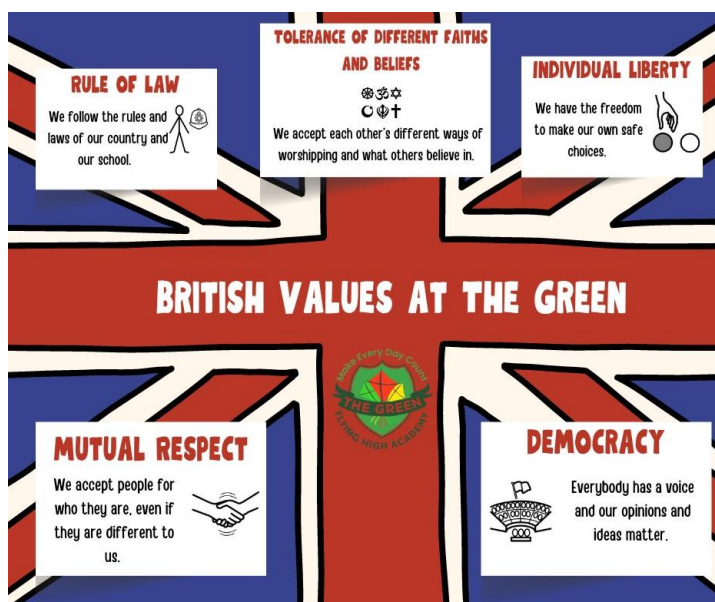 TOLERANCE OF DIFFERENT FAITHS
AND BELIEFS
We accept each other's different ways of
worshipping and what others believe in.
RULE OF LAW
We follow the rules and
laws of our country and
our school.
INDIVIDUAL LIBERTY
We have the freedom
to make our own safe
choices.
BRITISH VALUES AT THE GREEN
Make Every Day Count
THE GREEN
FLYING HIGH ACADEMY
MUTUAL RESPECT
We accept people for
who they are, even if
they are different to
us.
DEMOCRACY
Everybody has a voice
and our opinions and
ideas matter.